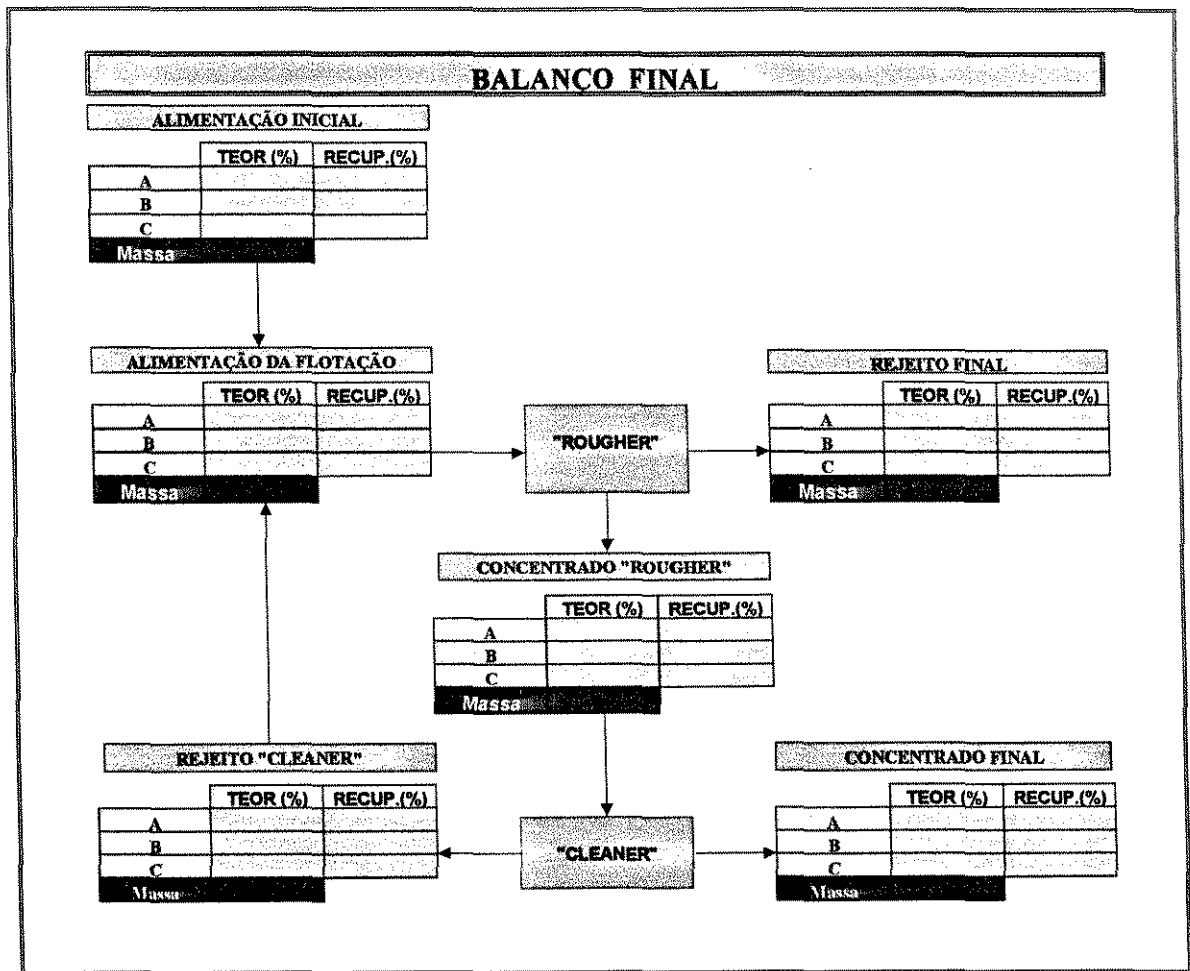 BALANÇO FINAL
ALIMENTAÇÃO INICIAL
TEOR (%) RECUP.(%)
A
B
C
Massa
ALIMENTAÇÃO DA FLOTAÇÃO
TEOR (%) RECUP.(%)
A
B
C
Massa
"ROUGHER"
REJEITO FINAL
TEOR (%) RECUP.(%)
A
B
C
Massa
CONCENTRADO "ROUGHER"
TEOR (%) RECUP.(%)
A
B
C
Massa
REJEITO "CLEANER"
TEOR (%) RECUP.(%)
A
B
C
Massa
"CLEANER"
CONCENTRADO FINAL
TEOR (%) RECUP.(%)
A
B
C
Massa